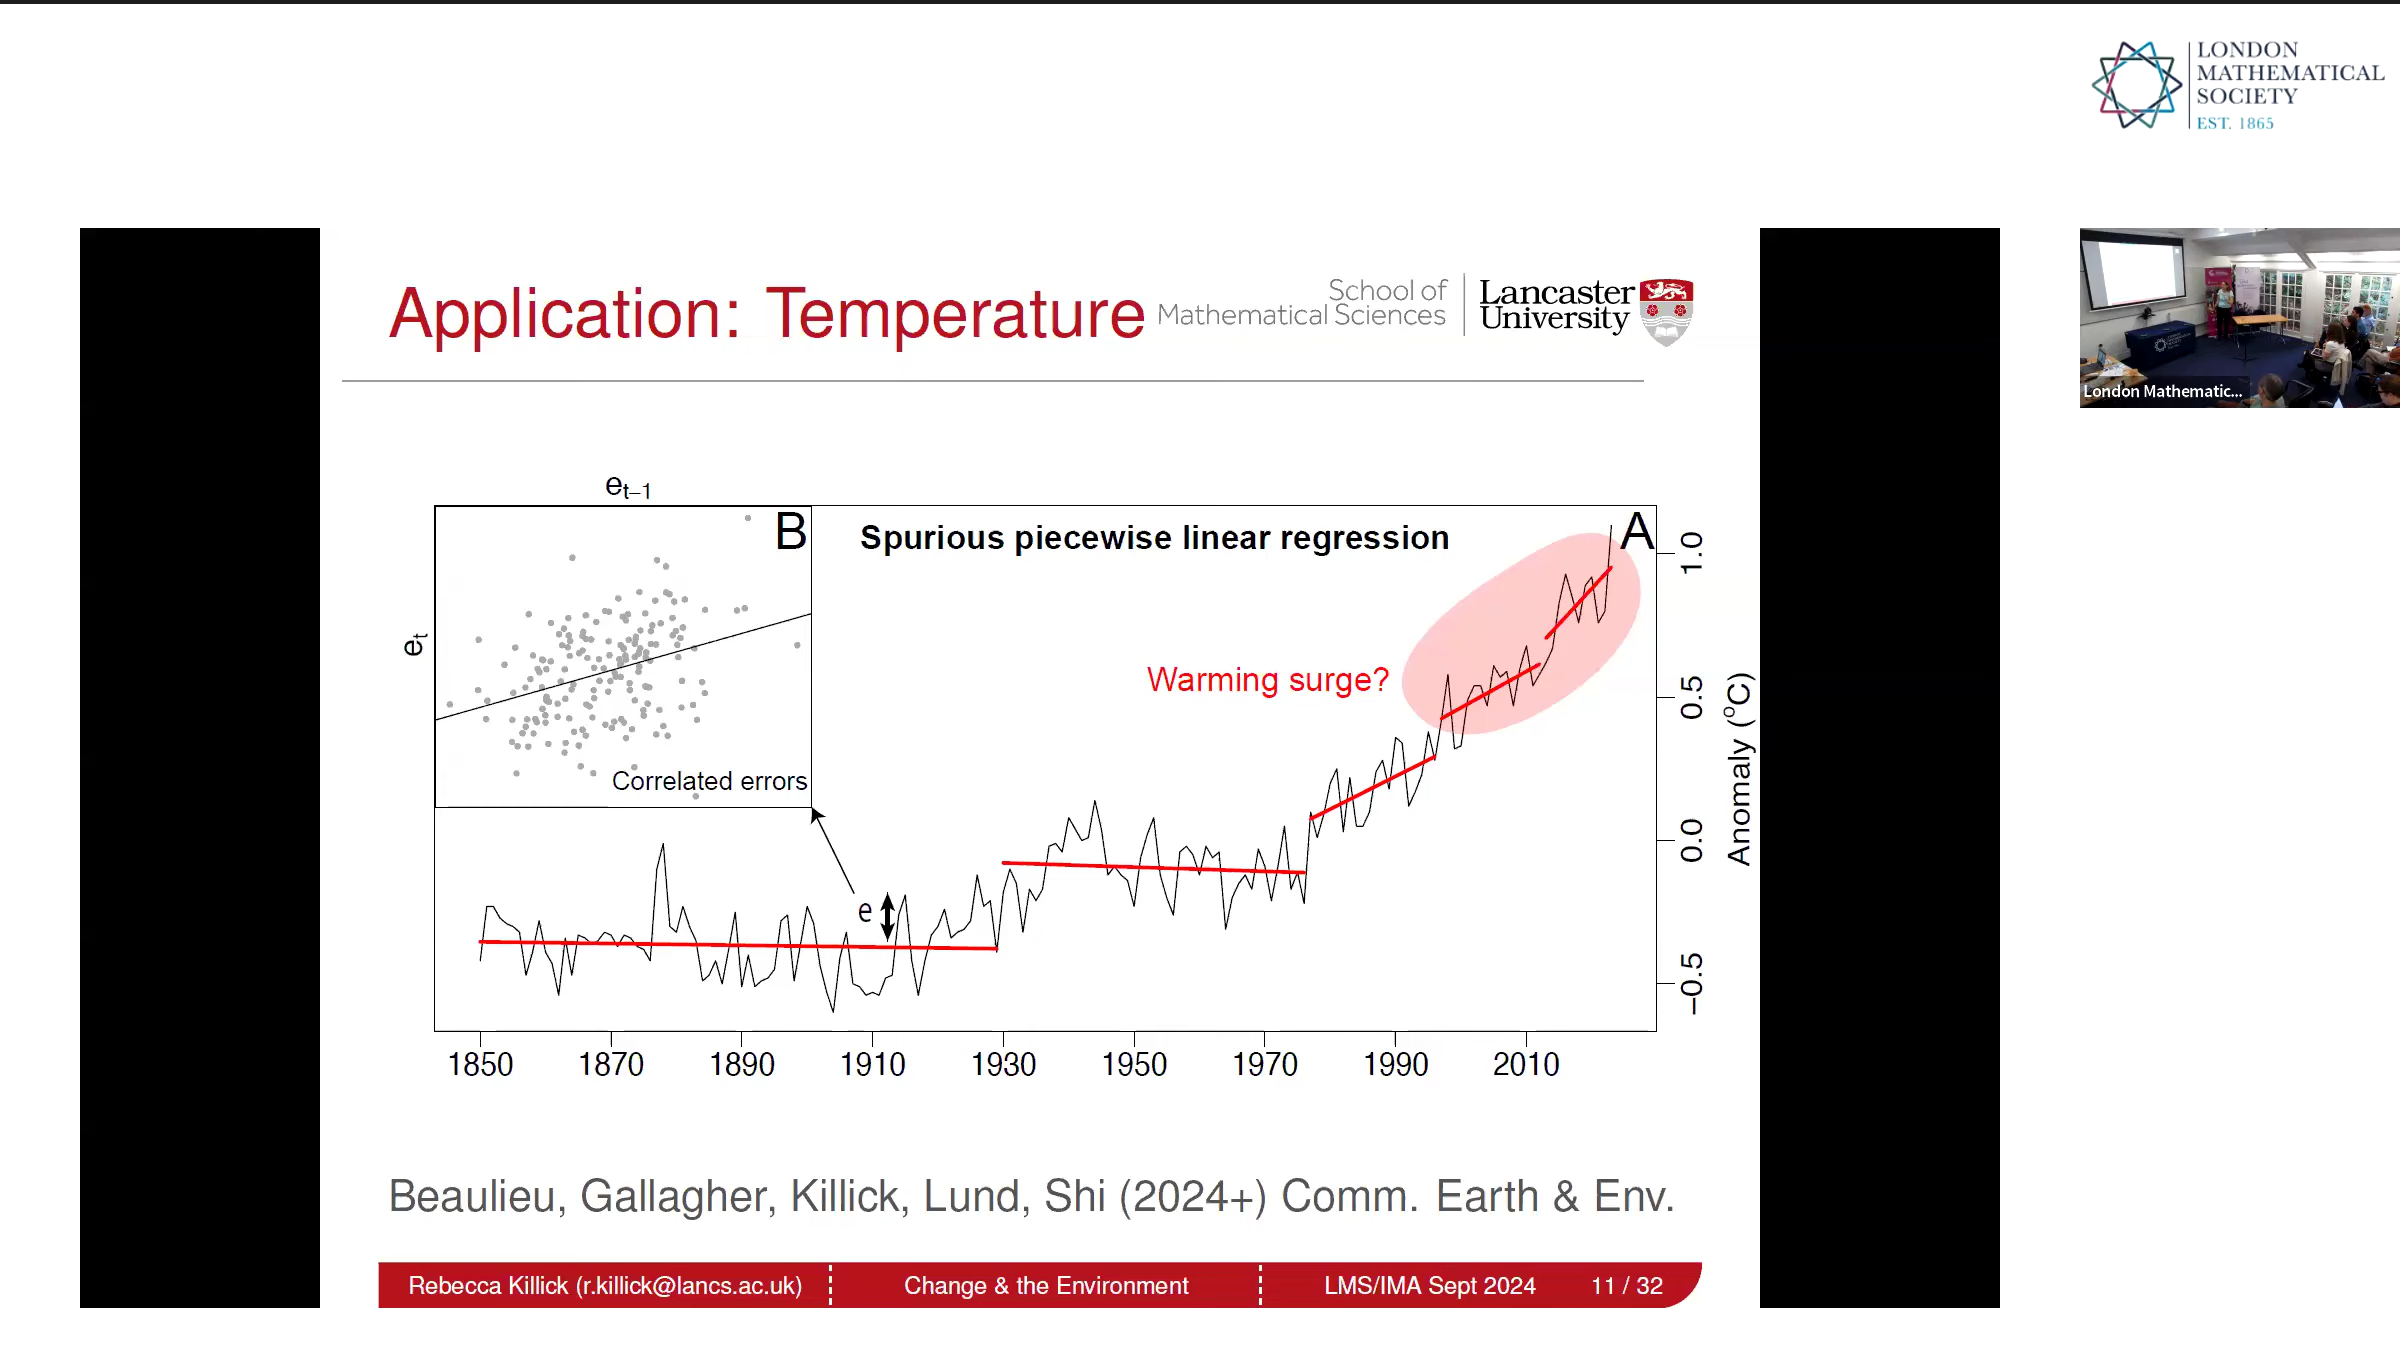 LONDON
MATHEMATICAL
SOCIETY
EST. 1865
Application: Temperature
School of
Mathematical Sciences
Lancaster
University
London Mathematic...
et–1
et
B
Correlated errors
Spurious piecewise linear regression
A
Warming surge?
e
1.0
0.5
0.0
–0.5
Anomaly (°C)
1850 1870 1890 1910 1930 1950 1970 1990 2010
Beaulieu, Gallagher, Killick, Lund, Shi (2024+) Comm. Earth & Env.
Rebecca Killick (r.killick@lancs.ac.uk) Change & the Environment LMS/IMA Sept 2024 11 / 32